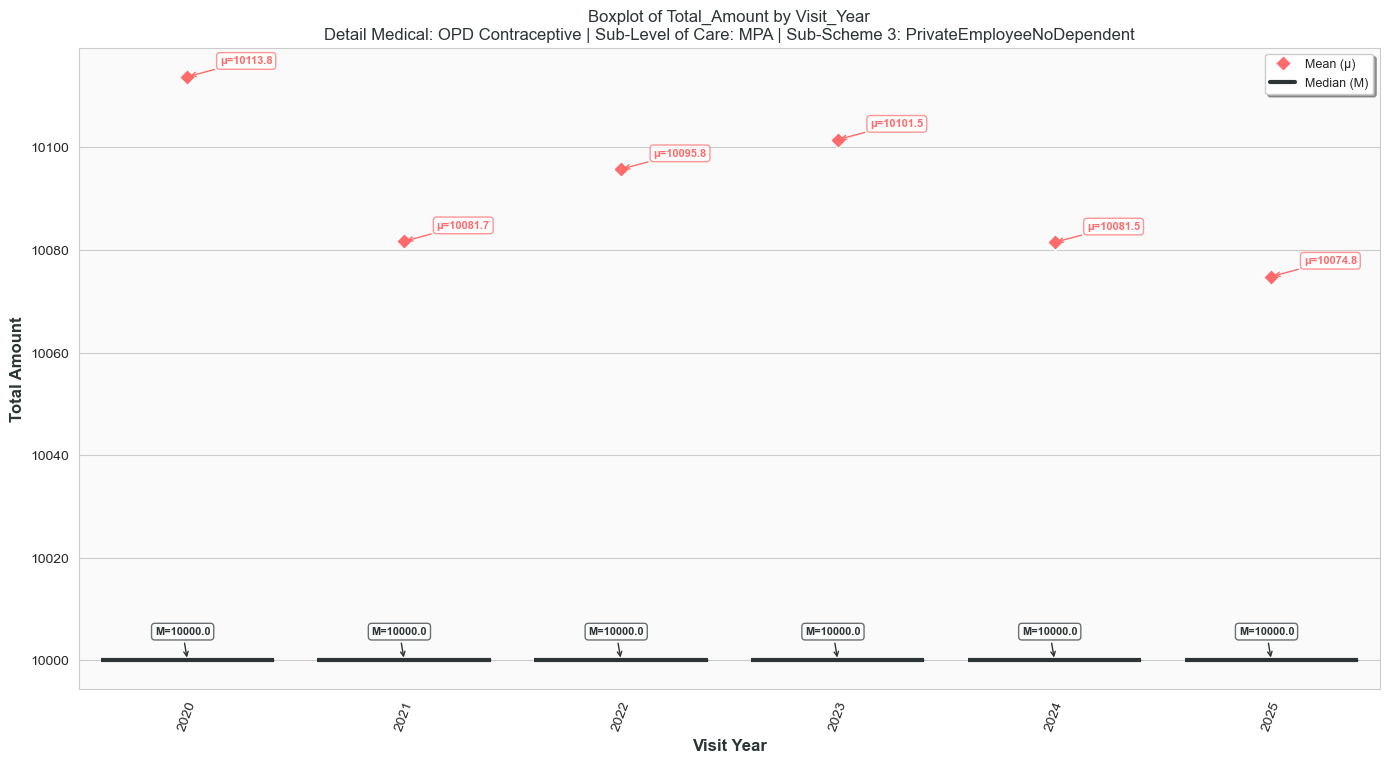 Boxplot of Total_Amount by Visit_Year
Detail Medical: OPD Contraceptive | Sub-Level of Care: MPA | Sub-Scheme 3: PrivateEmployeeNoDependent
Mean (μ)
Median (M)
μ=10113.8
μ=10081.7
μ=10095.8
μ=10101.5
μ=10081.5
μ=10074.8
Total Amount
10100
10080
10060
10040
10020
10000
M=10000.0
M=10000.0
M=10000.0
M=10000.0
M=10000.0
M=10000.0
2020
2021
2022
2023
2024
2025
Visit Year